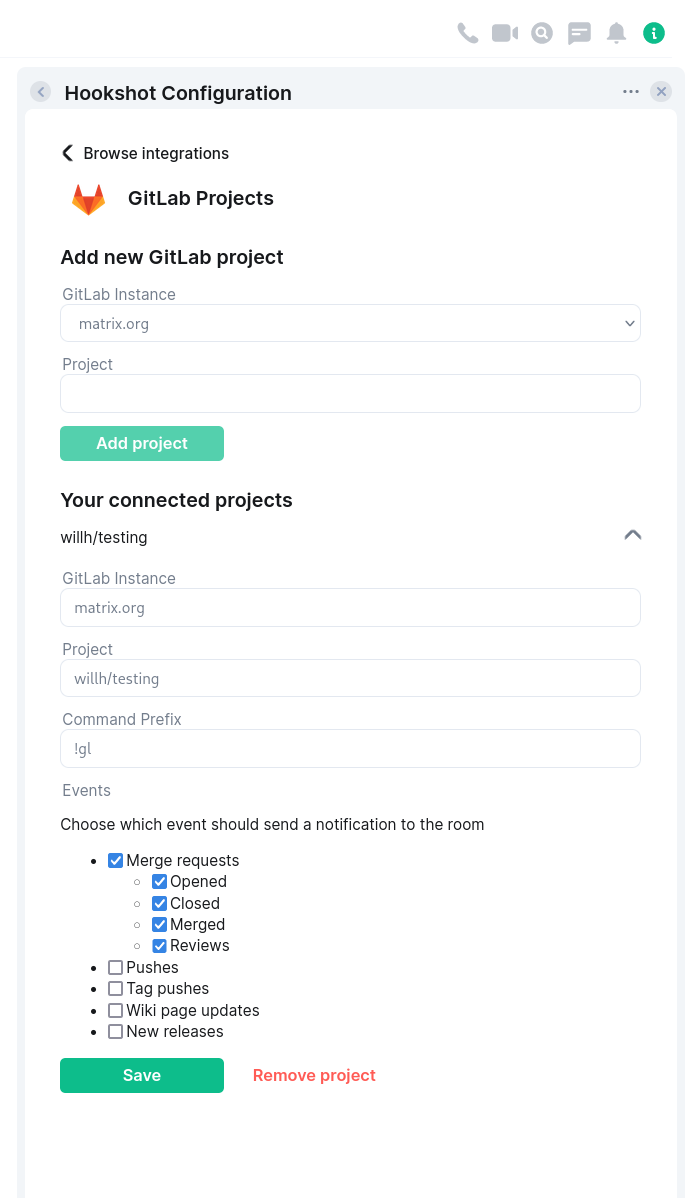 Hookshot Configuration
Browse integrations
GitLab Projects
Add new GitLab project
GitLab Instance
matrix.org
Project
Add project
Your connected projects
willh/testing
GitLab Instance
matrix.org
Project
willh/testing
Command Prefix
!gl
Events
Choose which event should send a notification to the room
Merge requests
Opened
Closed
Merged
Reviews
Pushes
Tag pushes
Wiki page updates
New releases
Save Remove project